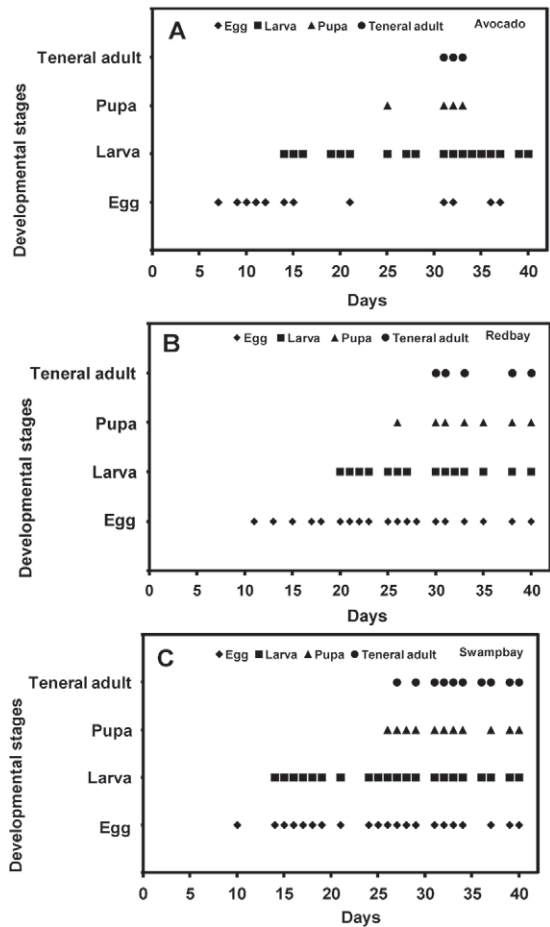 A
Egg Larva Pupa Teneral adult
Avocado
Developmental stages
Teneral adult
Pupa
Larva
Egg
0 5 10 15 20 25 30 35 40
Days
B
Egg Larva Pupa Teneral adult
Redbay
Developmental stages
Teneral adult
Pupa
Larva
Egg
0 5 10 15 20 25 30 35 40
Days
C
Egg Larva Pupa Teneral adult
Swampbay
Developmental stages
Teneral adult
Pupa
Larva
Egg
0 5 10 15 20 25 30 35 40
Days